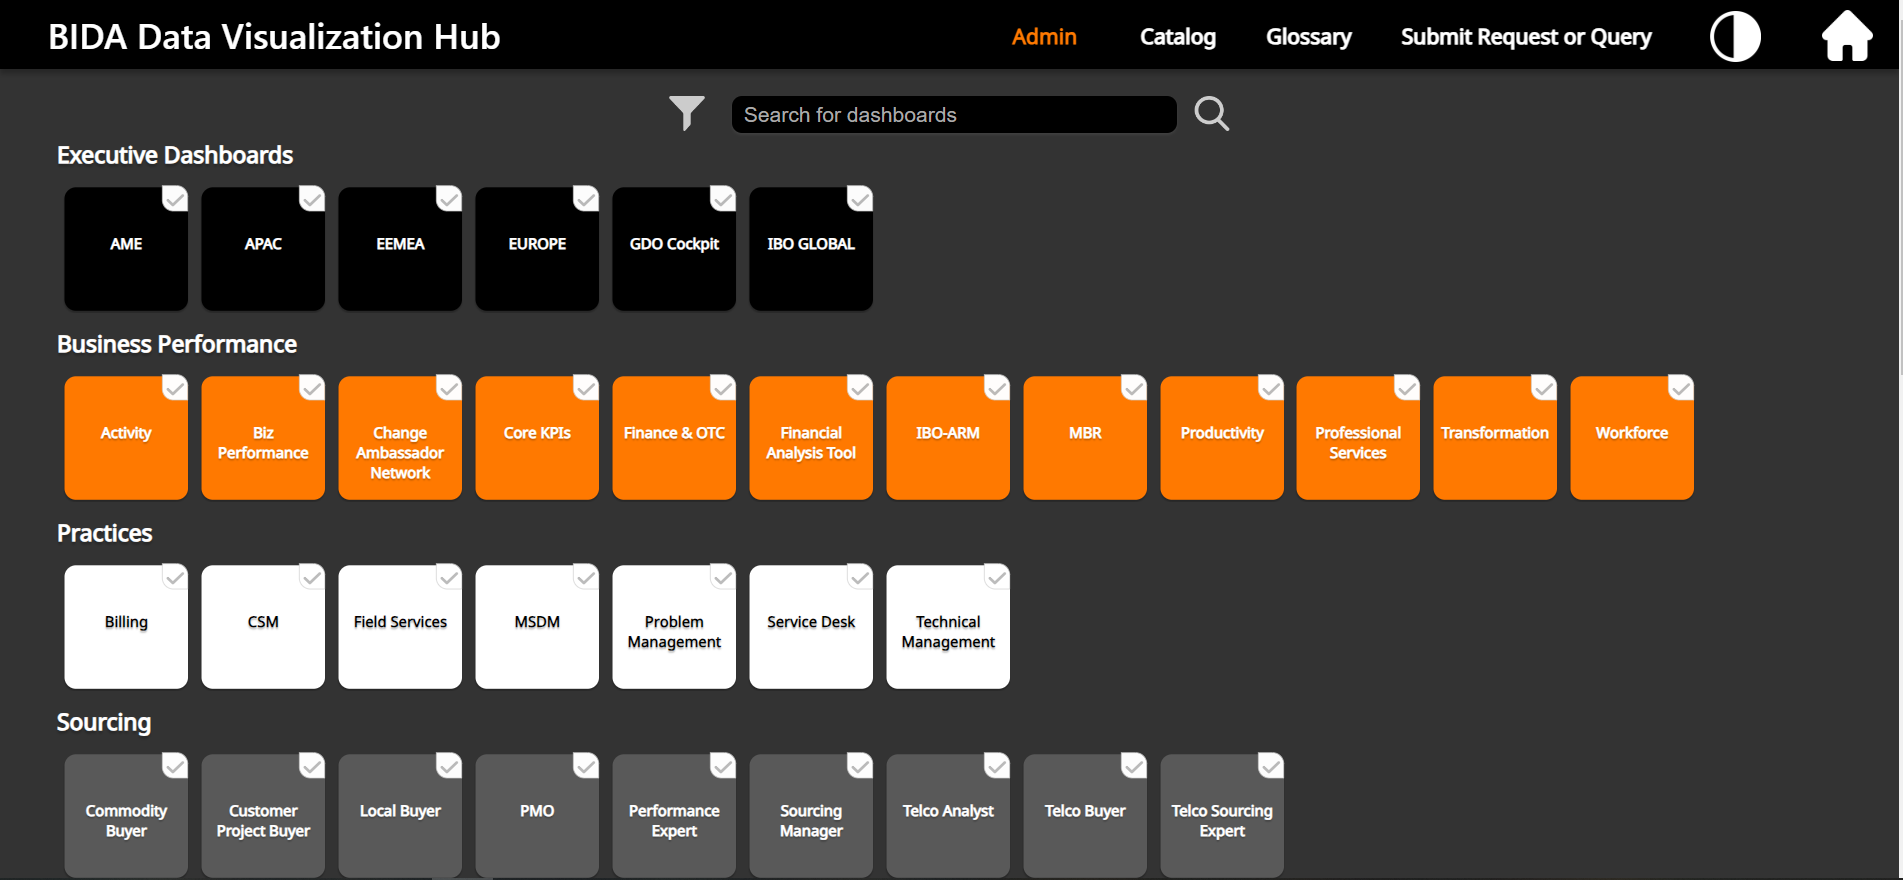 BIDA Data Visualization Hub
Admin
Catalog
Glossary
Submit Request or Query
Search for dashboards
Executive Dashboards
AME
APAC
EEMEA
EUROPE
GDO Cockpit
IBO GLOBAL
Business Performance
Activity
Biz
Performance
Change
Ambassador
Network
Core KPIs
Finance & OTC
Financial
Analysis Tool
IBO-ARM
MBR
Productivity
Professional
Services
Transformation
Workforce
Practices
Billing
CSM
Field Services
MSDM
Problem
Management
Service Desk
Technical
Management
Sourcing
Commodity
Buyer
Customer
Project Buyer
Local Buyer
PMO
Performance
Expert
Sourcing
Manager
Telco Analyst
Telco Buyer
Telco Sourcing
Expert